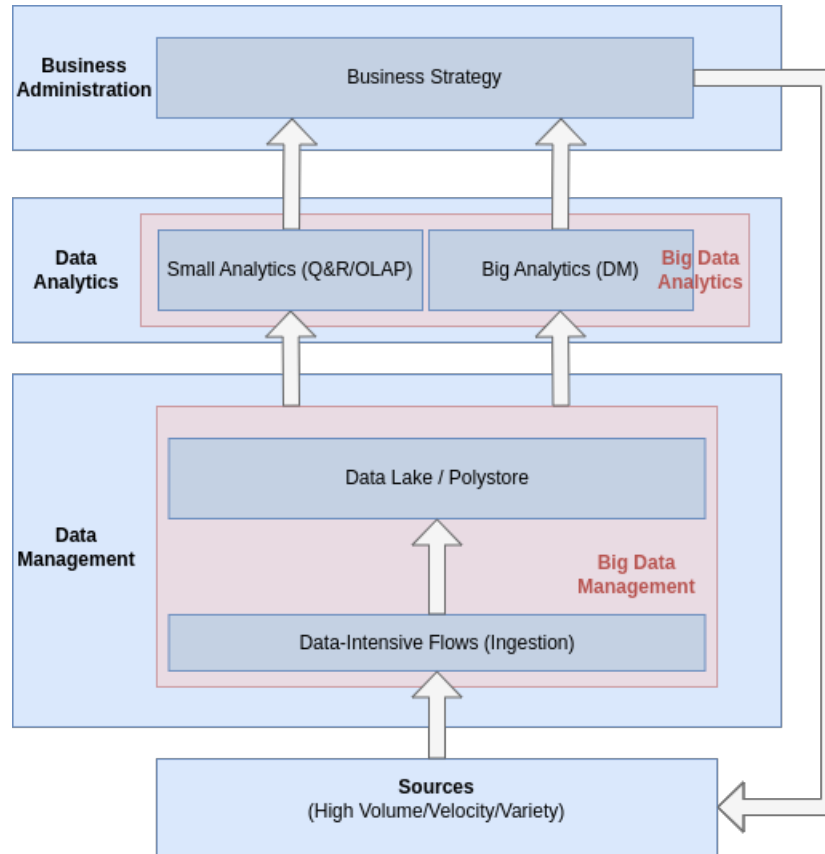 Business
Administration
Business Strategy
Data
Analytics
Small Analytics (Q&R/OLAP)
Big Analytics (DM)
Big Data
Analytics
Data
Management
Data Lake / Polystore
Big Data
Management
Data-Intensive Flows (Ingestion)
Sources
(High Volume/Velocity/Variety)